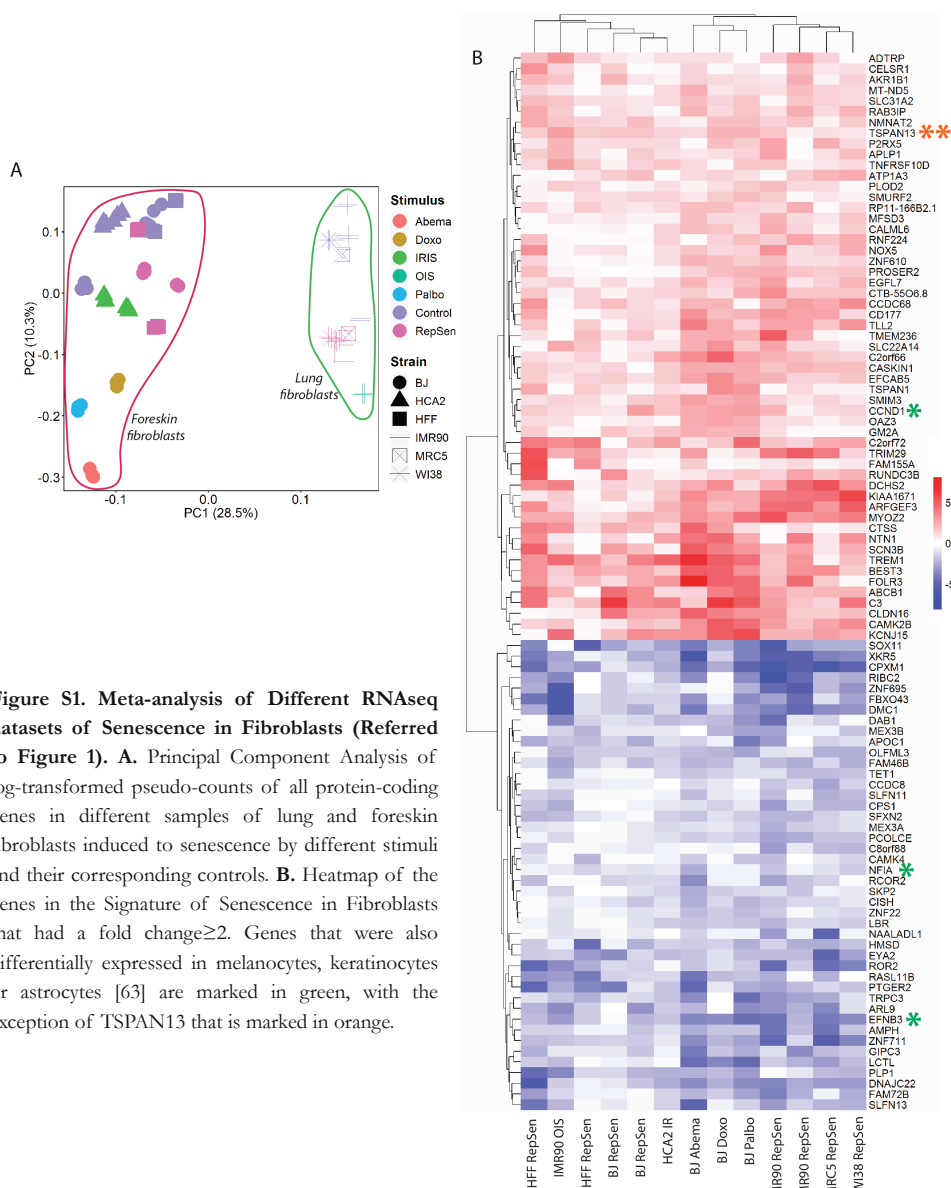 A
0.1
0.0
-0.1
-0.2
-0.3
PC2 (10.3%)
-0.1
0.0
0.1
PC1 (28.5%)
Foreskin
fibroblasts
Lung
fibroblasts
Stimulus
Abema
Doxo
IRIS
OIS
Palbo
Control
RepSen
Strain
BJ
HCA2
HFF
IMR90
MRC5
WI38
igure S1. Meta-analysis of Different RNAseq
atasets of Senescence in Fibroblasts (Referred
o Figure 1). A. Principal Component Analysis of
og-transformed pseudo-counts of all protein-coding
enes in different samples of lung and foreskin
ibroblasts induced to senescence by different stimuli
nd their corresponding controls. B. Heatmap of the
enes in the Signature of Senescence in Fibroblasts
hat had a fold change≥2. Genes that were also
ifferentially expressed in melanocytes, keratinocytes
r astrocytes [63] are marked in green, with the
xception of TSPAN13 that is marked in orange.
B
ADTRP
CELSR1
AKR1B1
MT-ND5
SLC31A2
RAB3IP
NMNAT2
TSPAN13 **
P2RX5
APLP1
TNFRSF10D
ATP1A3
PLOD2
SMURF2
RP11-166B2.1
MFSD3
CALML6
RNF224
NOX5
ZNF610
PROSER2
EGFL7
CTB-55O6.8
CCDC68
CD177
TLL2
TMEM236
SLC22A14
C2orf66
CASKIN1
EFCAB5
TSPAN1
SMIM3
CCND1 *
OAZ3
GM2A
C2orf72
TRIM29
FAM155A
RUNDC3B
DCHS2
KIAA1671
ARFGEF3
MYOZ2
CTSS
NTN1
SCN3B
TREM1
BEST3
FOLR3
ABCB1
C3
CLDN16
CAMK2B
KCNJ15
SOX11
XKR5
CPXM1
RIBC2
ZNF695
FBXO43
DMC1
DAB1
MEX3B
APOC1
OLFML3
FAM46B
TET1
CCDC8
SLFN11
CPS1
SFXN2
MEX3A
PCOLCE
C8orf88
CAMK4
NFIA *
RCOR2
SKP2
CISH
ZNF22
LBR
NAALADL1
HMSD
EYA2
ROR2
RASL11B
PTGER2
TRPC3
ARL9
EFNB3 *
AMPH
ZNF711
GIPC3
LCTL
PLP1
DNAJC22
FAM72B
SLFN13
5
0
-5
HFF RepSen
IMR90 OIS
HFF RepSen
BJ RepSen
BJ RepSen
HCA2 IR
BJ Abema
BJ Doxo
BJ Palbo
IR90 RepSen
IR90 RepSen
RC5 RepSen
WI38 RepSen